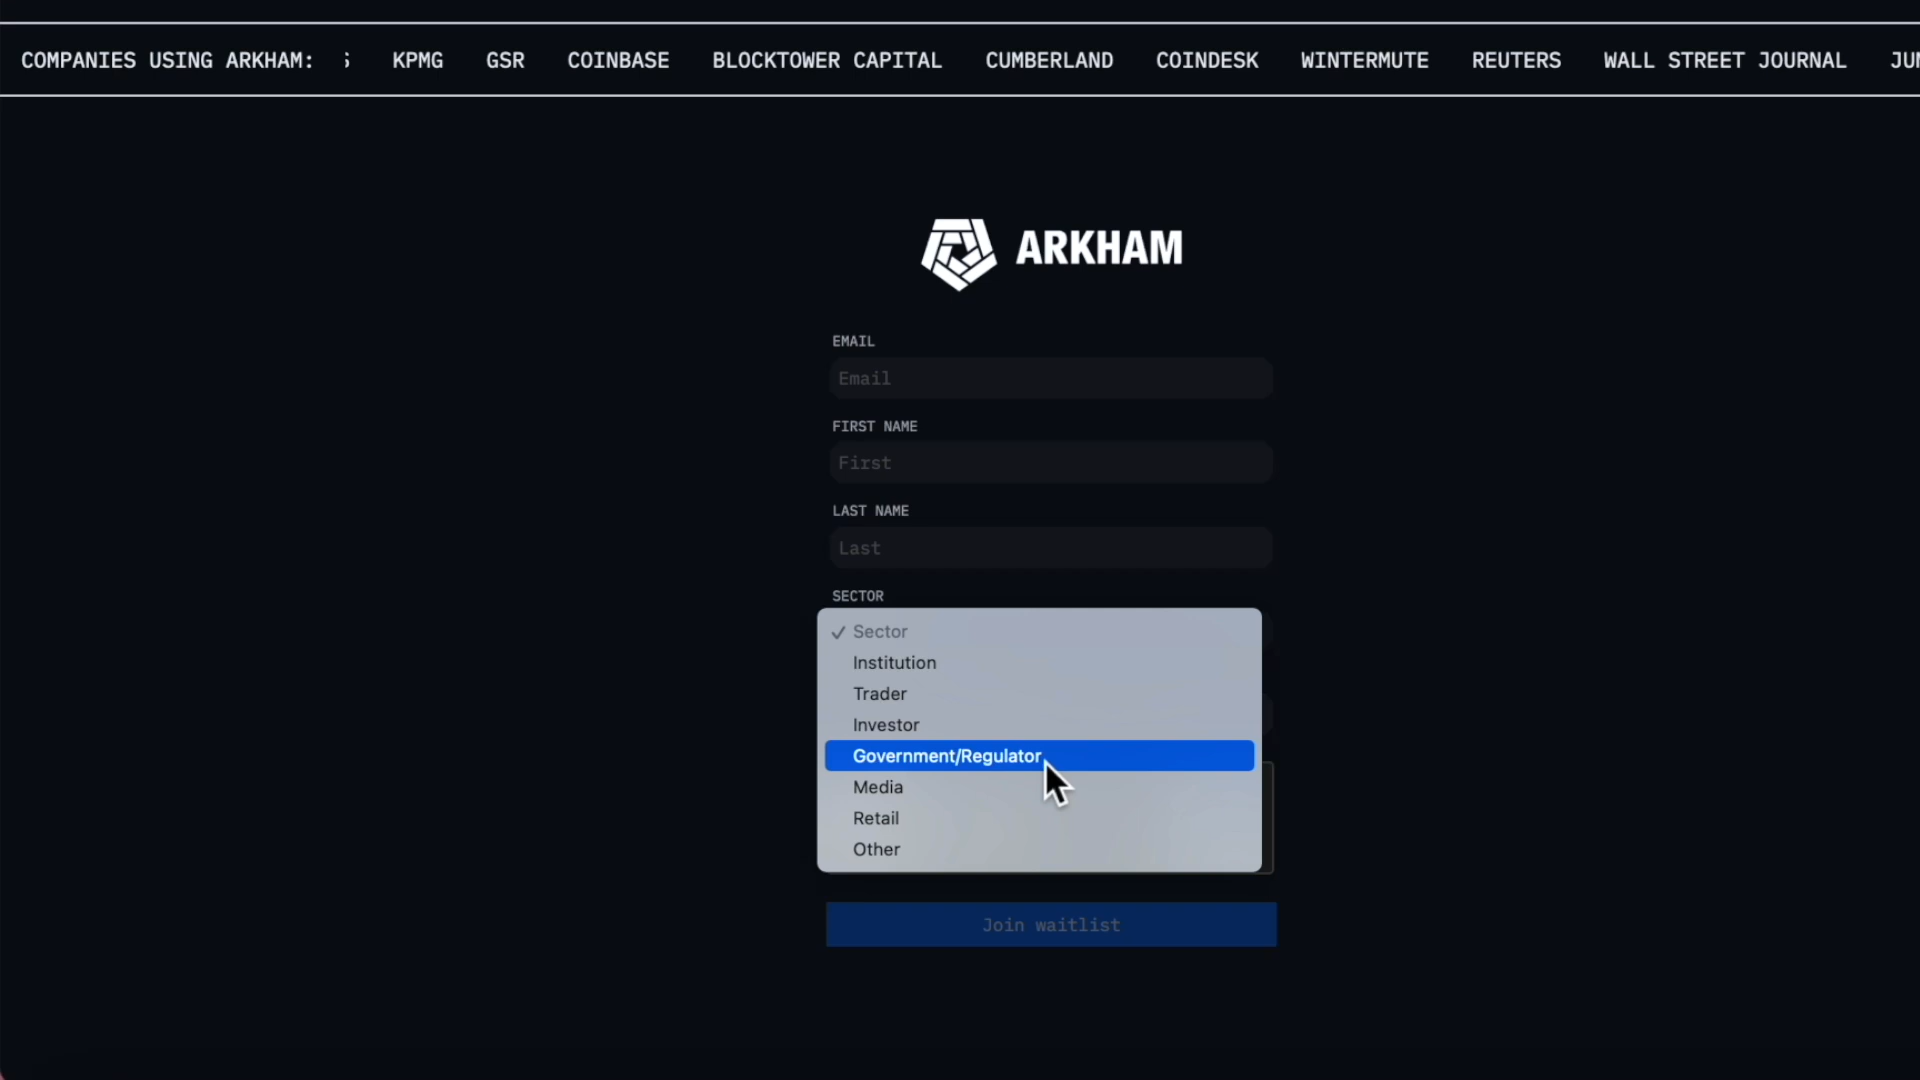 COMPANIES USING ARKHAM: KPMG GSR COINBASE BLOCKTOWER CAPITAL CUMBERLAND COINDESK WINTERMUTE REUTERS WALL STREET JOURNAL
ARKHAM
EMAIL
Email
FIRST NAME
First
LAST NAME
Last
SECTOR
✓ Sector
Institution
Trader
Investor
Government/Regulator
Media
Retail
Other
Join waitlist